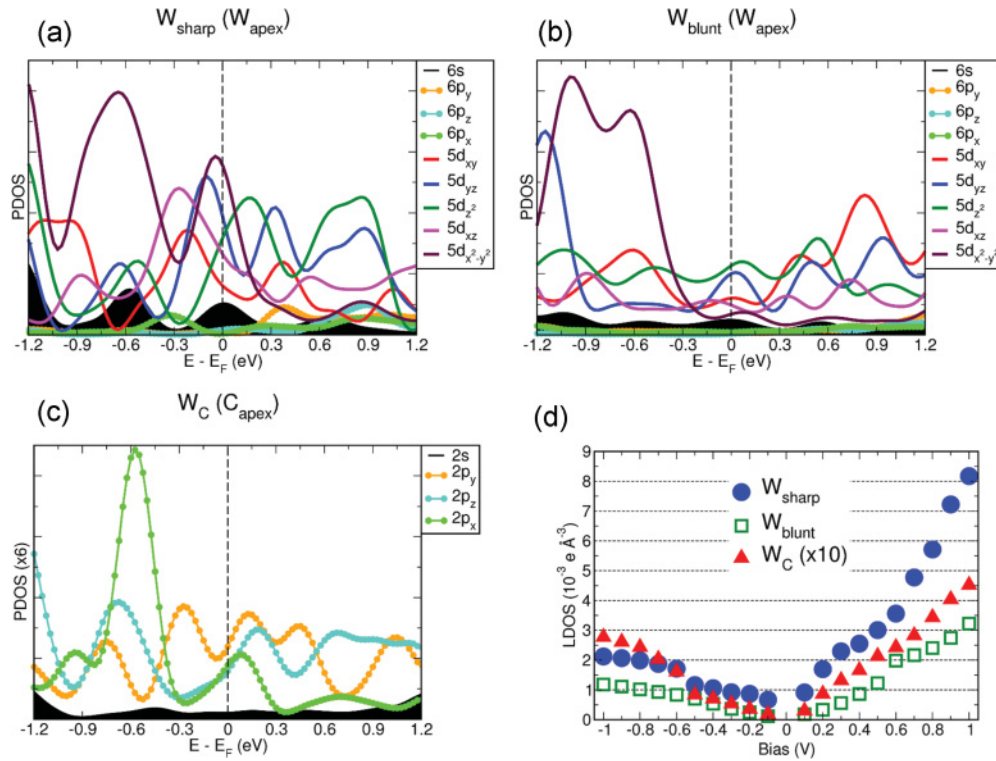 (a)
W_sharp (W_apex)
PDOS
6s
6p_y
6p_z
6p_x
5d_xy
5d_yz
5d_z²
5d_xz
5d_x²-y²
-1.2 -0.9 -0.6 -0.3 0 0.3 0.6 0.9 1.2
E - E_F (eV)
(b)
W_blunt (W_apex)
PDOS
6s
6p_y
6p_z
6p_x
5d_xy
5d_yz
5d_z²
5d_xz
5d_x²-y²
-1.2 -0.9 -0.6 -0.3 0 0.3 0.6 0.9 1.2
E - E_F (eV)
(c)
W_C (C_apex)
PDOS (x6)
2s
2p_y
2p_z
2p_x
-1.2 -0.9 -0.6 -0.3 0 0.3 0.6 0.9 1.2
E - E_F (eV)
(d)
LDOS (10⁻³ e Å⁻³)
9
8
7
6
5
4
3
2
1
0
W_sharp
W_blunt
W_C (x10)
-1 -0.8 -0.6 -0.4 -0.2 0 0.2 0.4 0.6 0.8 1
Bias (V)